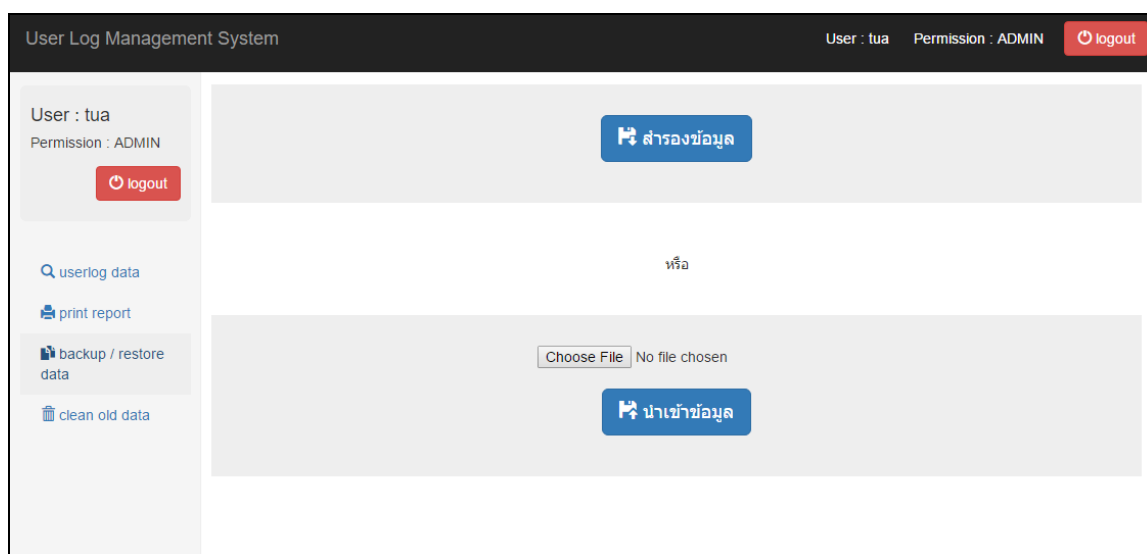 User Log Management System
User : tua Permission : ADMIN logout
User : tua
Permission : ADMIN
logout
userlog data
print report
backup / restore
data
clean old data
สำรองข้อมูล
หรือ
Choose File No file chosen
นำเข้าข้อมูล